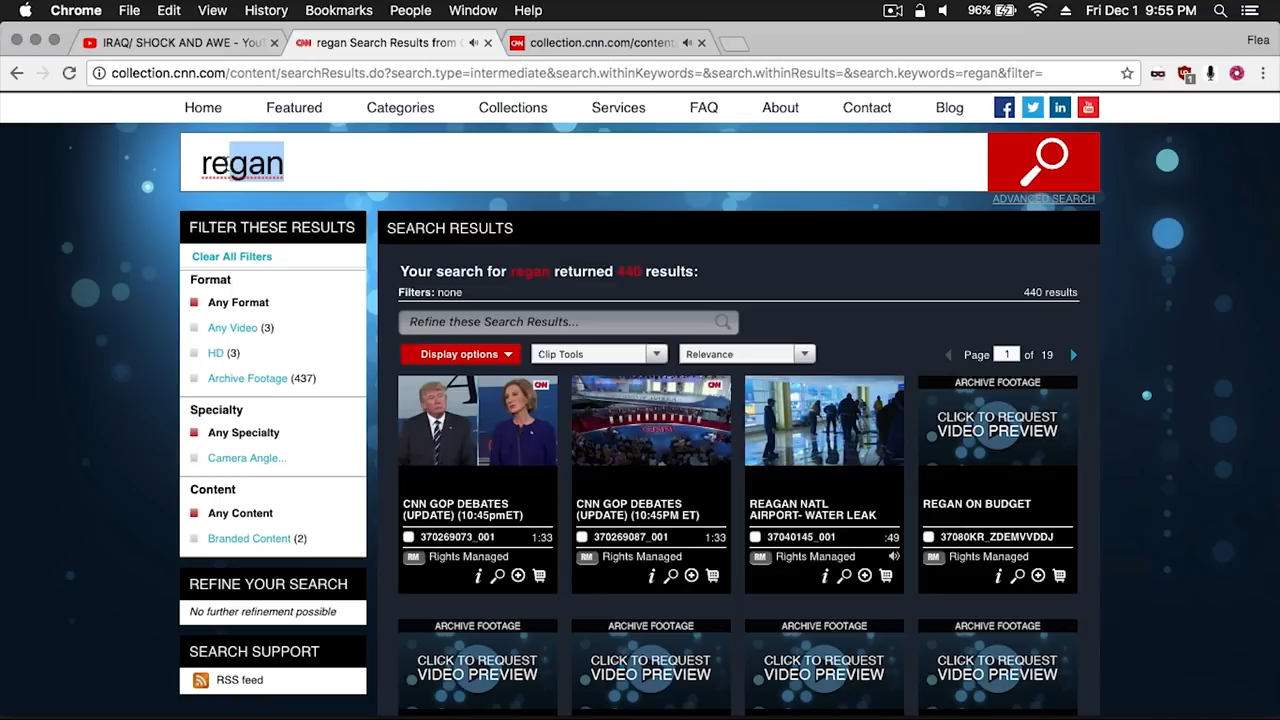 Chrome File Edit View History Bookmarks People Window Help 96% Fri Dec 1 9:55 PM
IRAQ/ SHOCK AND AWE - YouT regan Search Results from C collection.cnn.com/content Flea
collection.cnn.com/content/searchResults.do?search.type=intermediate&search.withinKeywords=&search.withinResults=&search.keywords=regan&filter=
Home Featured Categories Collections Services FAQ About Contact Blog
regan
ADVANCED SEARCH
FILTER THESE RESULTS
Clear All Filters
Format
Any Format
Any Video (3)
HD (3)
Archive Footage (437)
Specialty
Any Specialty
Camera Angle...
Content
Any Content
Branded Content (2)
REFINE YOUR SEARCH
No further refinement possible
SEARCH SUPPORT
RSS feed
SEARCH RESULTS
Your search for regan returned 440 results:
Filters: none 440 results
Refine these Search Results...
Display options Clip Tools Relevance Page 1 of 19
CNN
CNN GOP DEBATES
(UPDATE) (10:45pmET)
370269073_001 1:33
RM Rights Managed
CNN
CNN GOP DEBATES
(UPDATE) (10:45PM ET)
370269087_001 1:33
RM Rights Managed
REAGAN NATL
AIRPORT- WATER LEAK
37040145_001 :49
RM Rights Managed
ARCHIVE FOOTAGE
CLICK TO REQUEST
VIDEO PREVIEW
REGAN ON BUDGET
37080KR_ZDEMVVDDJ
RM Rights Managed
ARCHIVE FOOTAGE
CLICK TO REQUEST
VIDEO PREVIEW
ARCHIVE FOOTAGE
CLICK TO REQUEST
VIDEO PREVIEW
ARCHIVE FOOTAGE
CLICK TO REQUEST
VIDEO PREVIEW
ARCHIVE FOOTAGE
CLICK TO REQUEST
VIDEO PREVIEW